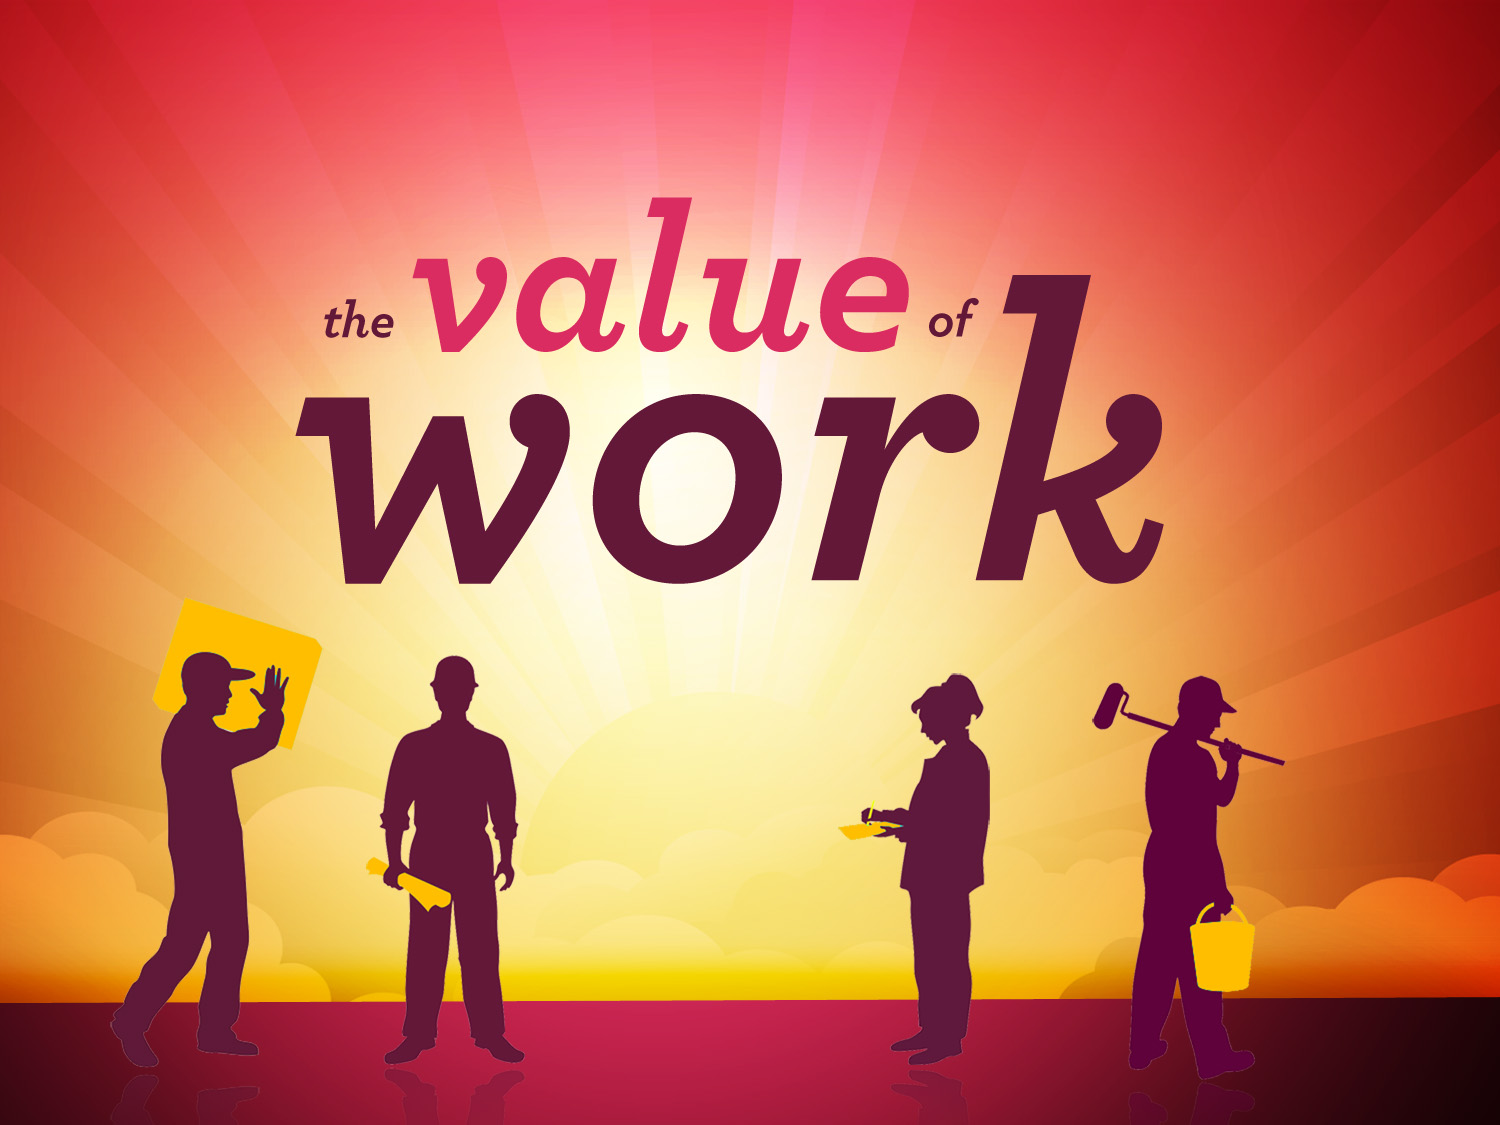 the value of
work